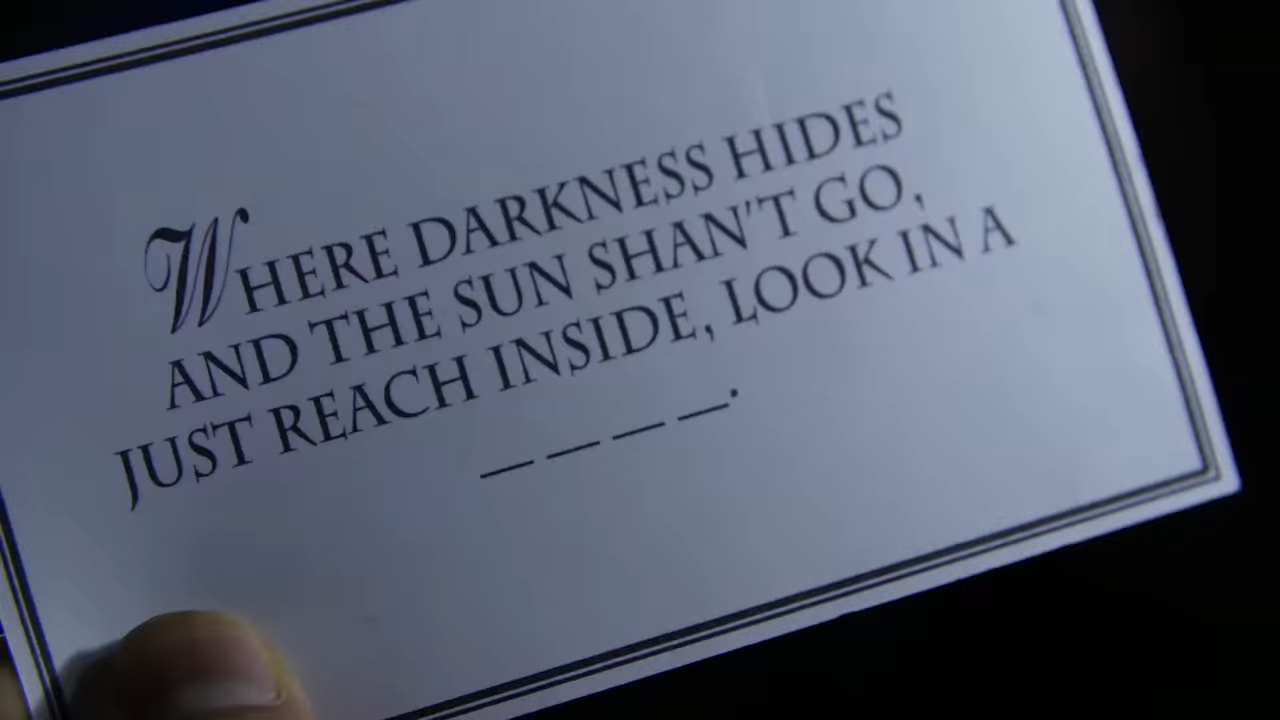 WHERE DARKNESS HIDES
AND THE SUN SHAN'T GO,
JUST REACH INSIDE, LOOK IN A
_ _ _ _.